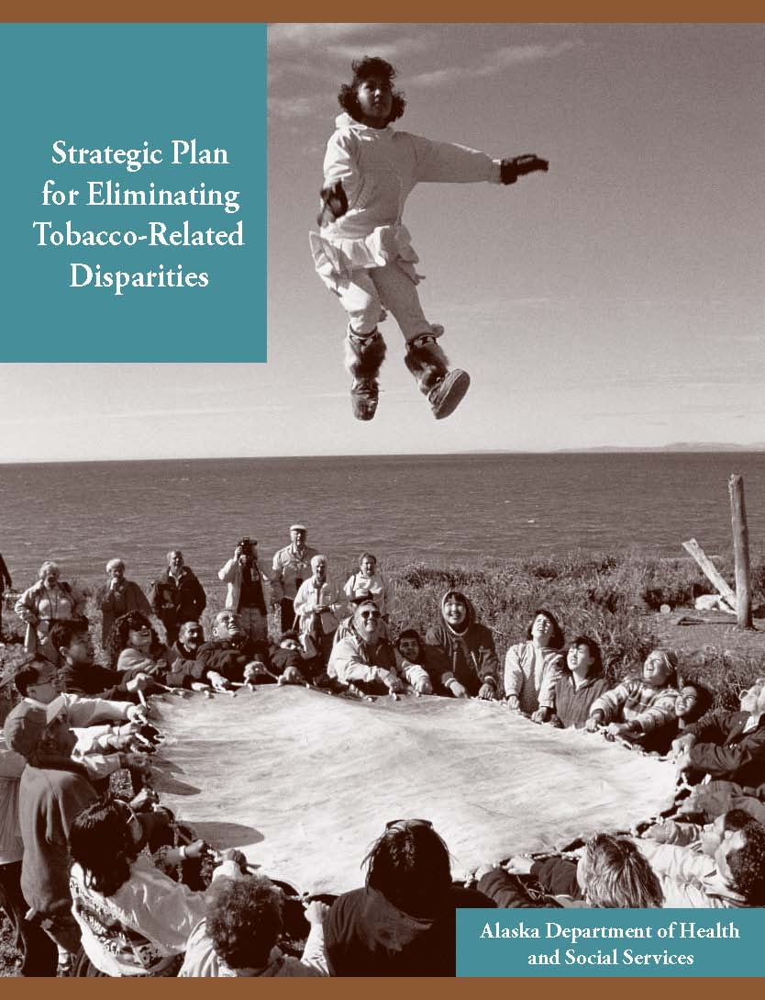 Strategic Plan
for Eliminating
Tobacco-Related
Disparities
Alaska Department of Health
and Social Services